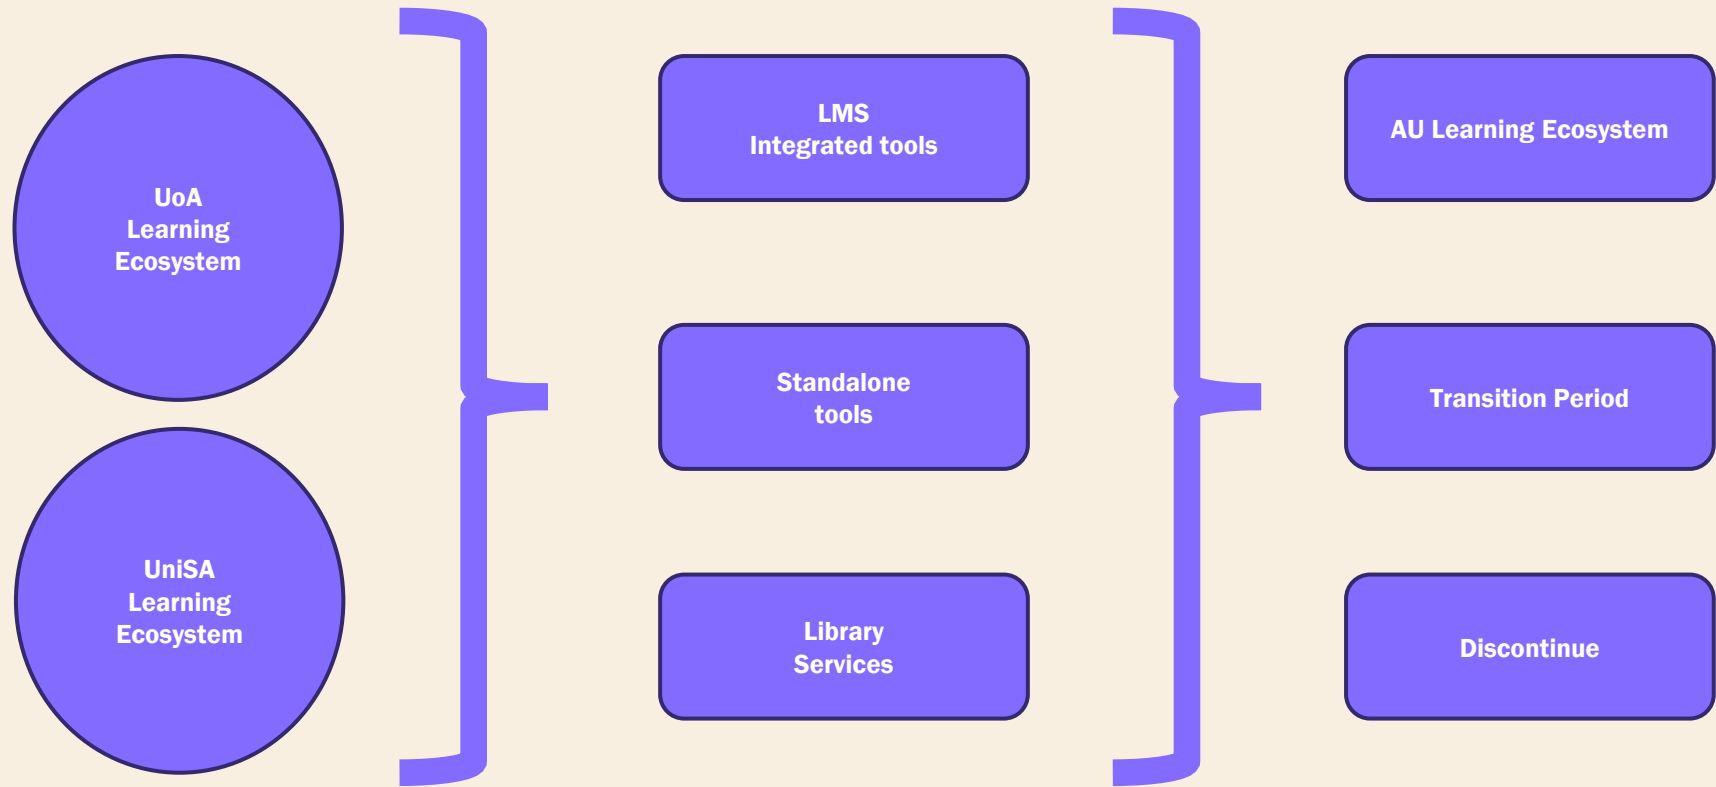 UoA
Learning
Ecosystem
UniSA
Learning
Ecosystem
LMS
Integrated tools
Standalone
tools
Library
Services
AU Learning Ecosystem
Transition Period
Discontinue